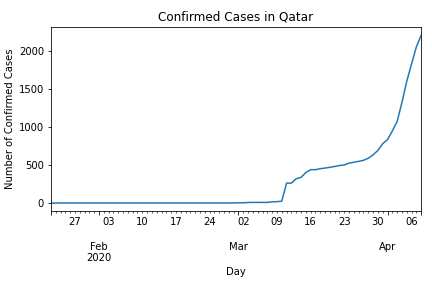 Confirmed Cases in Qatar
Number of Confirmed Cases
2000
1500
1000
500
0
27 03 10 17 24 02 09 16 23 30 06
Feb Mar Apr
2020
Day